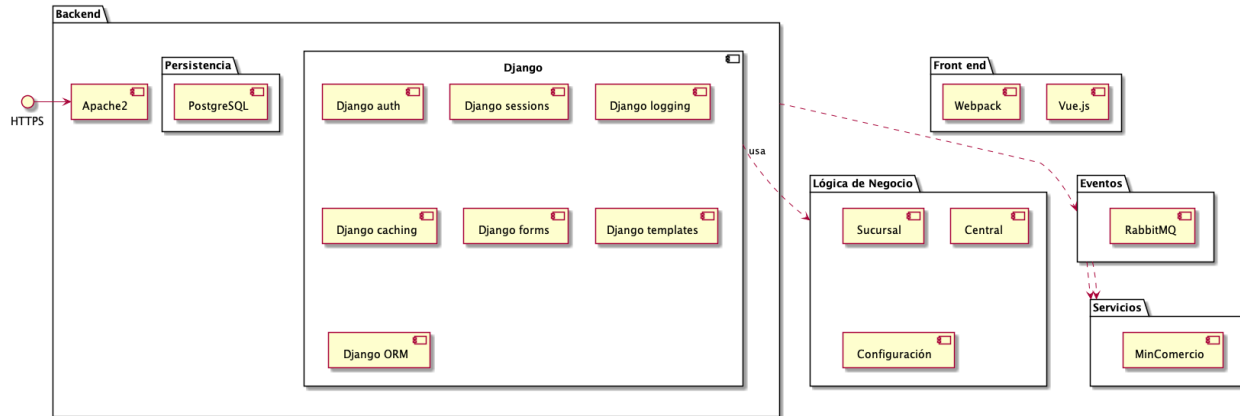 Backend
Persistencia
Django
Front end
Apache2
PostgreSQL
Django auth
Django sessions
Django logging
Webpack
Vue.js
HTTPS
usa
Lógica de Negocio
Eventos
Django caching
Django forms
Django templates
Sucursal
Central
RabbitMQ
Servicios
Django ORM
Configuración
MinComercio